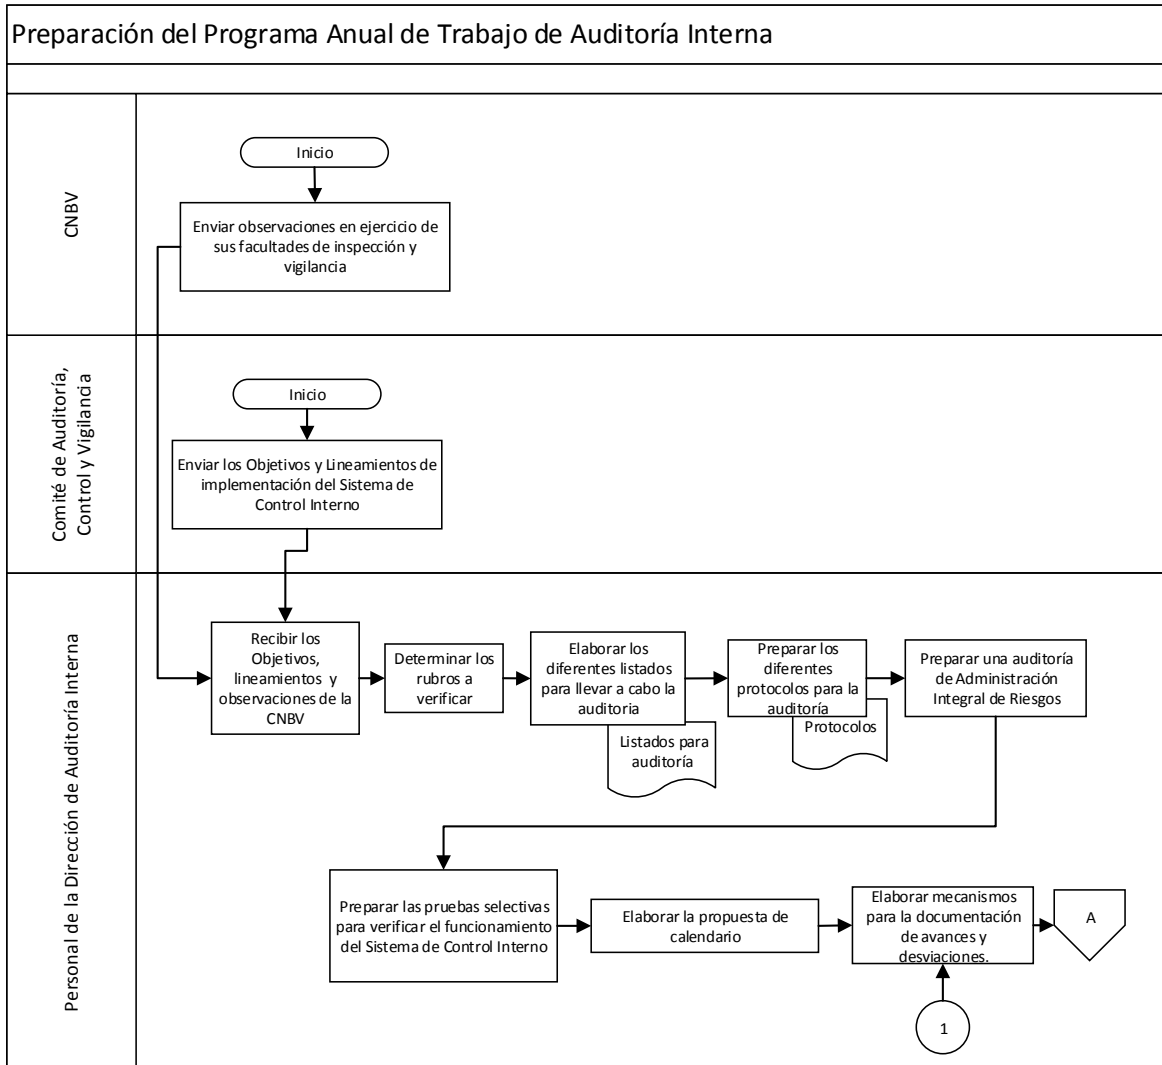 Preparación del Programa Anual de Trabajo de Auditoría Interna
CNBV
Inicio
Enviar observaciones en ejercicio de
sus facultades de inspección y
vigilancia
Comité de Auditoría,
Control y Vigilancia
Inicio
Enviar los Objetivos y Lineamientos de
implementación del Sistema de
Control Interno
Personal de la Dirección de Auditoría Interna
Recibir los
Objetivos,
lineamientos y
observaciones de la
CNBV
Determinar los
rubros a
verificar
Elaborar los
diferentes listados
para llevar a cabo la
auditoria
Listados para
auditoría
Preparar los
diferentes
protocolos para la
auditoría
Protocolos
Preparar una auditoría
de Administración
Integral de Riesgos
Preparar las pruebas selectivas
para verificar el funcionamiento
del Sistema de Control Interno
Elaborar la propuesta de
calendario
Elaborar mecanismos
para la documentación
de avances y
desviaciones.
A
1